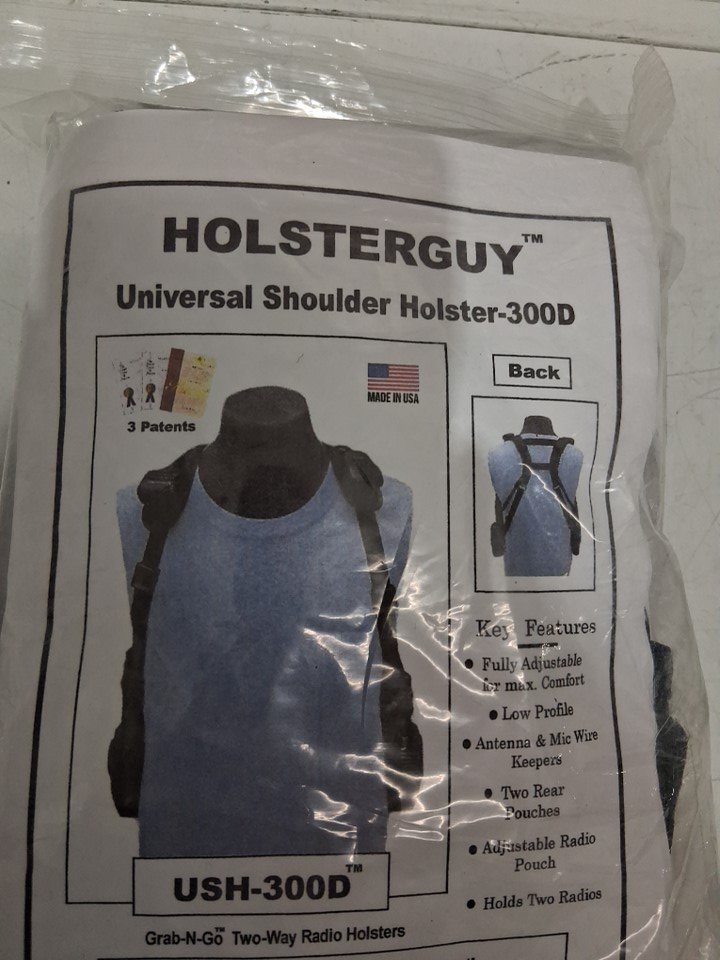 HOLSTERGUY™
Universal Shoulder Holster-300D
3 Patents
MADE IN USA
Back
Key Features
● Fully Adjustable
for max. Comfort
● Low Profile
● Antenna & Mic Wire
Keepers
● Two Rear
Pouches
● Adjustable Radio
Pouch
● Holds Two Radios
USH-300D™
Grab-N-Go™ Two-Way Radio Holsters